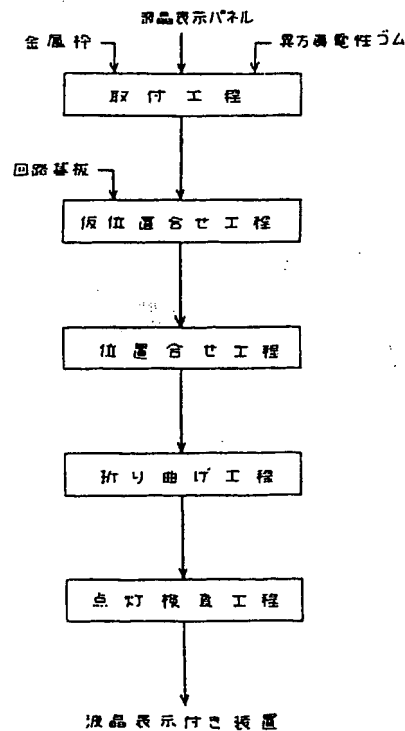 液晶表示パネル
金属枠
異方導電性ゴム
取付工程
回路基板
仮位置合せ工程
位置合せ工程
折り曲げ工程
点灯検査工程
液晶表示付き装置